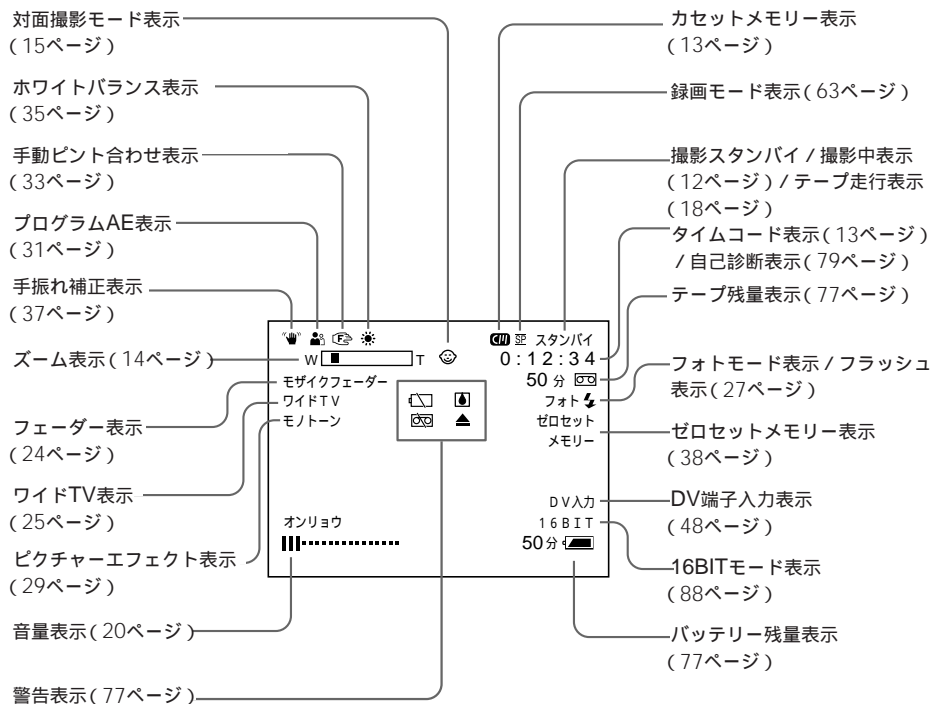 対面撮影モード表示
(15ページ)
ホワイトバランス表示
(35ページ)
手動ピント合わせ表示
(33ページ)
プログラムAE表示
(31ページ)
手振れ補正表示
(37ページ)
ズーム表示(14ページ)
フェーダー表示
(24ページ)
ワイドTV表示
(25ページ)
ピクチャーエフェクト表示
(29ページ)
音量表示(20ページ)
警告表示(77ページ)
W T
モザイクフェーダー
ワイドTV
モノトーン
オンリョウ
SP スタンバイ
0:12:34
50分
フォト
ゼロセット
メモリー
DV入力
16BIT
50分
カセットメモリー表示
(13ページ)
録画モード表示(63ページ)
撮影スタンバイ / 撮影中表示
(12ページ)/ テープ走行表示
(18ページ)
タイムコード表示(13ページ)
/ 自己診断表示(79ページ)
テープ残量表示(77ページ)
フォトモード表示 / フラッシュ
表示(27ページ)
ゼロセットメモリー表示
(38ページ)
DV端子入力表示
(48ページ)
16BITモード表示
(88ページ)
バッテリー残量表示
(77ページ)